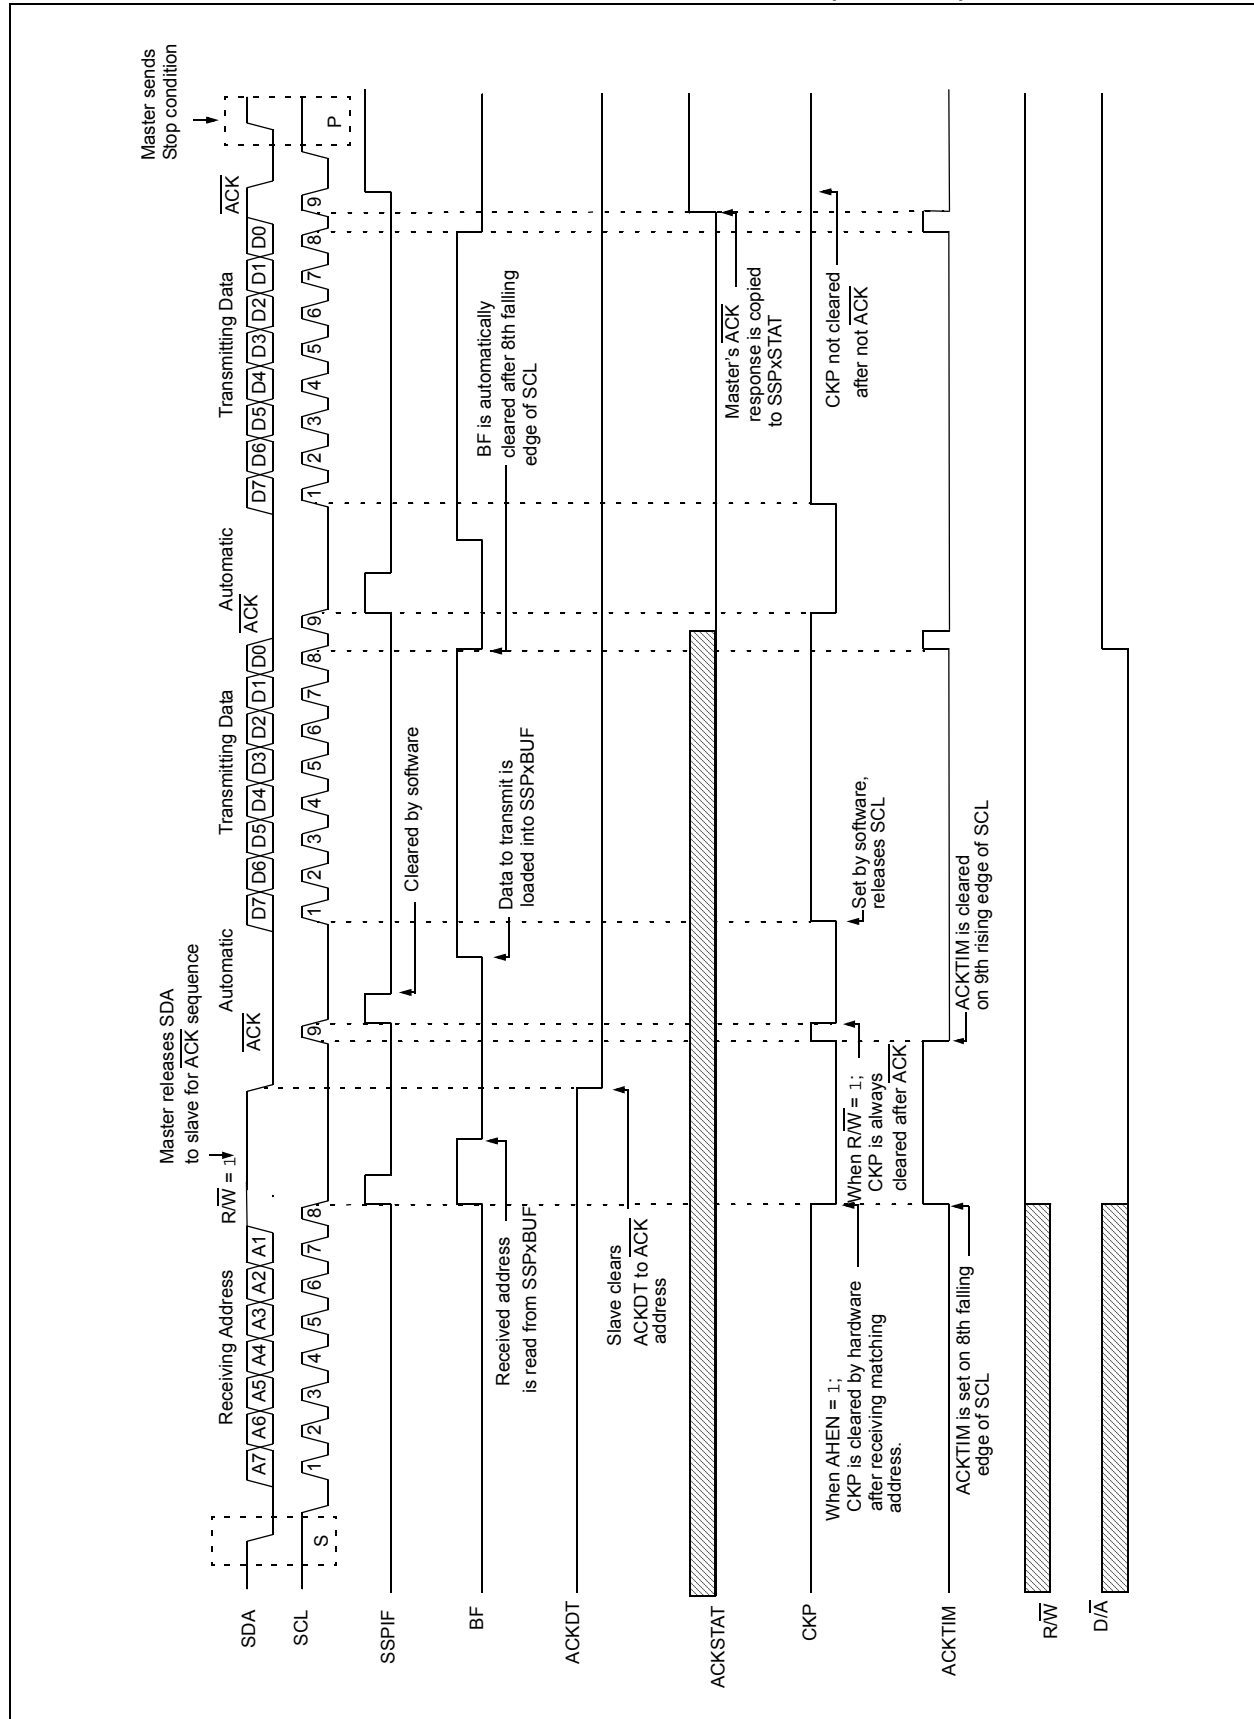 Master sends
Stop condition
Master releases SDA
to slave for ACK sequence
Receiving Address
R/W = 1
ACK
Automatic
Transmitting Data
ACK
Automatic
Transmitting Data
ACK
SDA
A7 A6 A5 A4 A3 A2 A1
D7 D6 D5 D4 D3 D2 D1 D0
D7 D6 D5 D4 D3 D2 D1 D0
SCL
S
1 2 3 4 5 6 7 8 9
1 2 3 4 5 6 7 8 9
1 2 3 4 5 6 7 8 9
P
SSPIF
Cleared by software
BF
Received address
is read from SSPxBUF
Data to transmit is
loaded into SSPxBUF
BF is automatically
cleared after 8th falling
edge of SCL
ACKDT
Slave clears
ACKDT to ACK
address
ACKSTAT
Master's ACK
response is copied
to SSPxSTAT
CKP
When AHEN = 1;
CKP is cleared by hardware
after receiving matching
address.
When R/W = 1;
CKP is always
cleared after ACK
Set by software,
releases SCL
CKP not cleared
after not ACK
ACKTIM
ACKTIM is set on 8th falling
edge of SCL
ACKTIM is cleared
on 9th rising edge of SCL
R/W
D/A